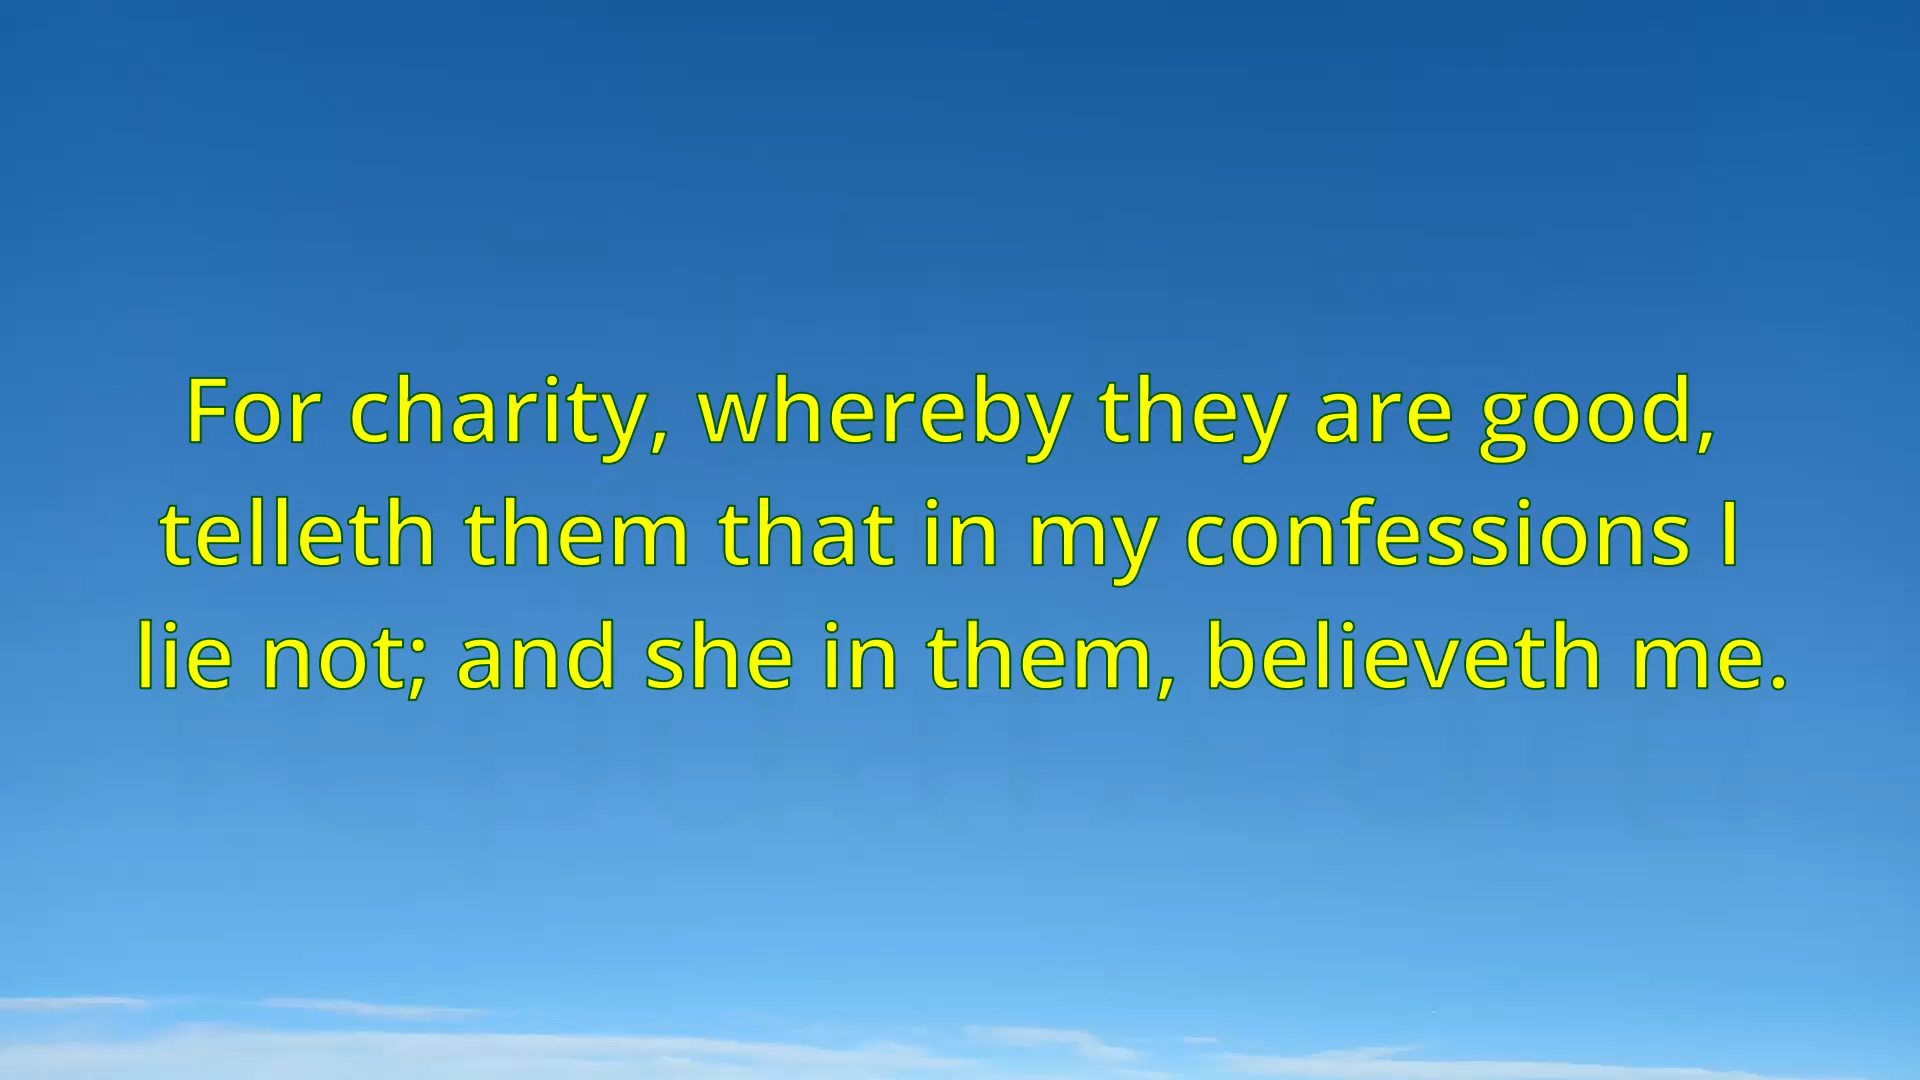 For charity, whereby they are good,
telleth them that in my confessions I
lie not; and she in them, believeth me.